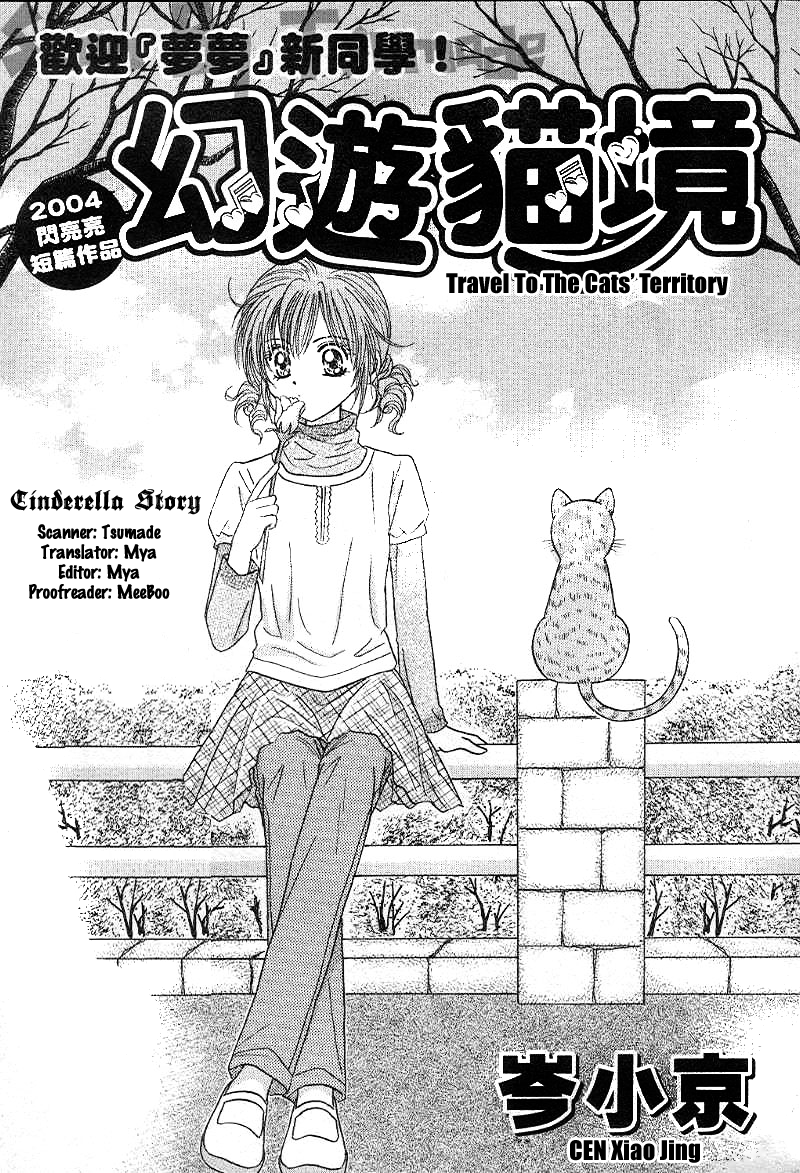 歡迎『夢夢』新同學！
幻遊貓境
2004
閃亮亮
短篇作品
Travel To The Cats' Territory
Cinderella Story
Scanner: Tsumade
Translator: Mya
Editor: Mya
Proofreader: MeeBoo
岑小京
CEN Xiao Jing